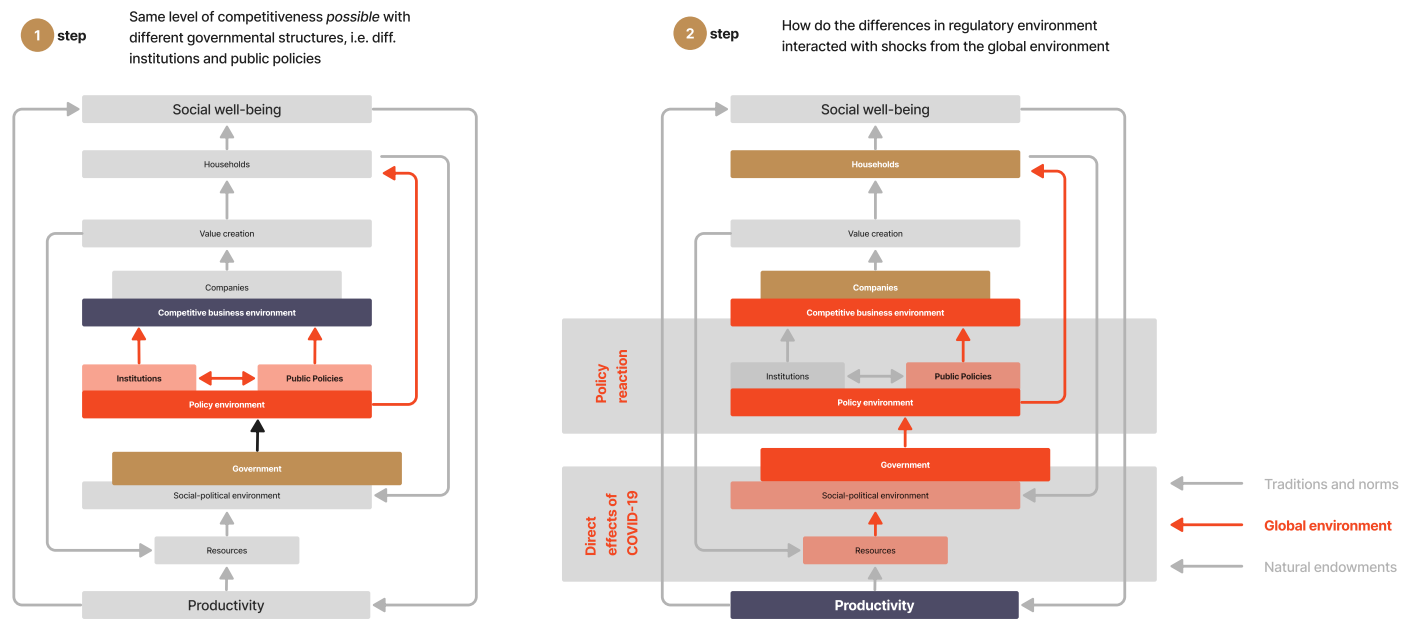 1 step
Same level of competitiveness possible with
different governmental structures, i.e. diff.
institutions and public policies
Social well-being
Households
Value creation
Companies
Competitive business environment
Institutions
Public Policies
Policy environment
Government
Social-political environment
Resources
Productivity
2 step
How do the differences in regulatory environment
interacted with shocks from the global environment
Social well-being
Households
Value creation
Companies
Competitive business environment
Policy
reaction
Institutions
Public Policies
Policy environment
Government
Social-political environment
Direct
effects of
COVID-19
Resources
Productivity
Traditions and norms
Global environment
Natural endowments